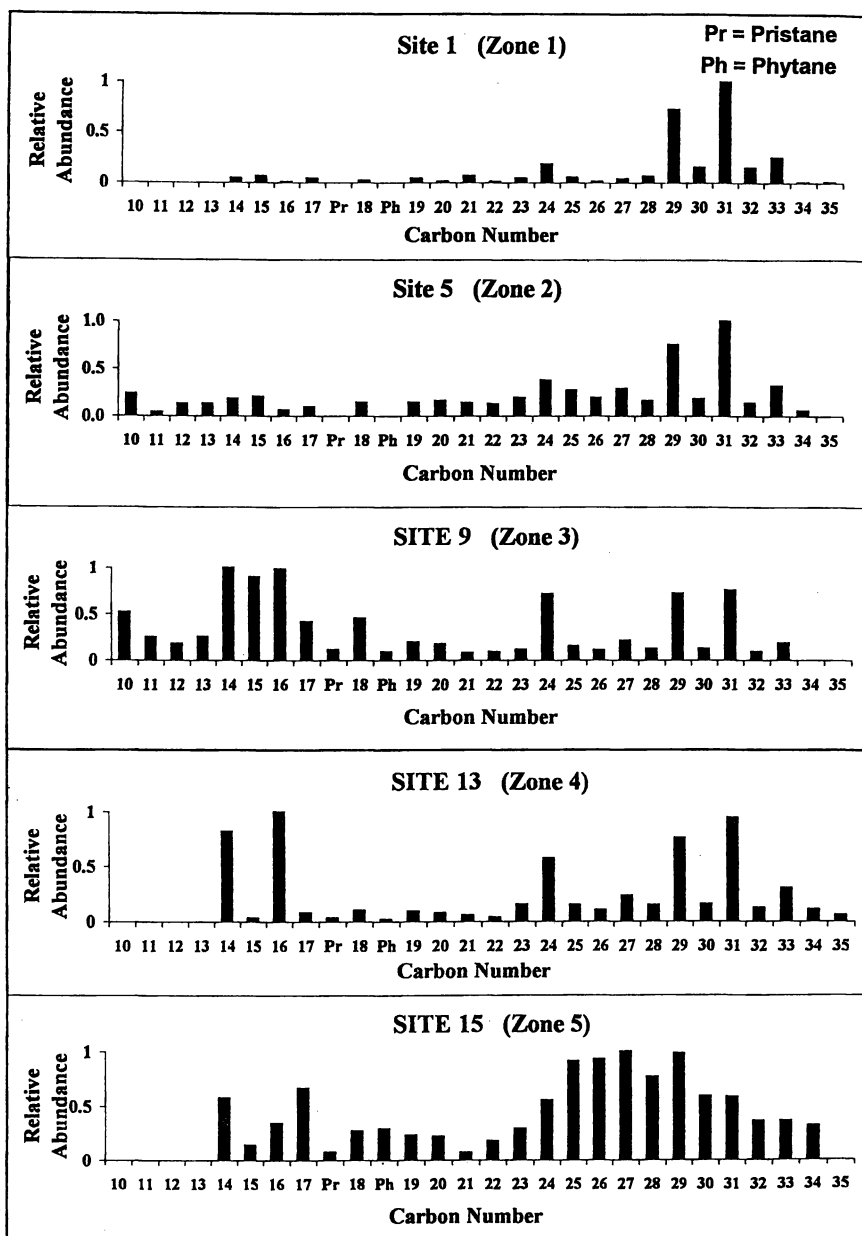 Site 1 (Zone 1)
Pr = Pristane
Ph = Phytane
Relative
Abundance
1
0.5
0
10 11 12 13 14 15 16 17 Pr 18 Ph 19 20 21 22 23 24 25 26 27 28 29 30 31 32 33 34 35
Carbon Number
Site 5 (Zone 2)
Relative
Abundance
1.0
0.5
0.0
10 11 12 13 14 15 16 17 Pr 18 Ph 19 20 21 22 23 24 25 26 27 28 29 30 31 32 33 34 35
Carbon Number
SITE 9 (Zone 3)
Relative
Abundance
1
0.5
0
10 11 12 13 14 15 16 17 Pr 18 Ph 19 20 21 22 23 24 25 26 27 28 29 30 31 32 33 34 35
Carbon Number
SITE 13 (Zone 4)
Relative
Abundance
1
0.5
0
10 11 12 13 14 15 16 17 Pr 18 Ph 19 20 21 22 23 24 25 26 27 28 29 30 31 32 33 34 35
Carbon Number
SITE 15 (Zone 5)
Relative
Abundance
1
0.5
0
10 11 12 13 14 15 16 17 Pr 18 Ph 19 20 21 22 23 24 25 26 27 28 29 30 31 32 33 34 35
Carbon Number